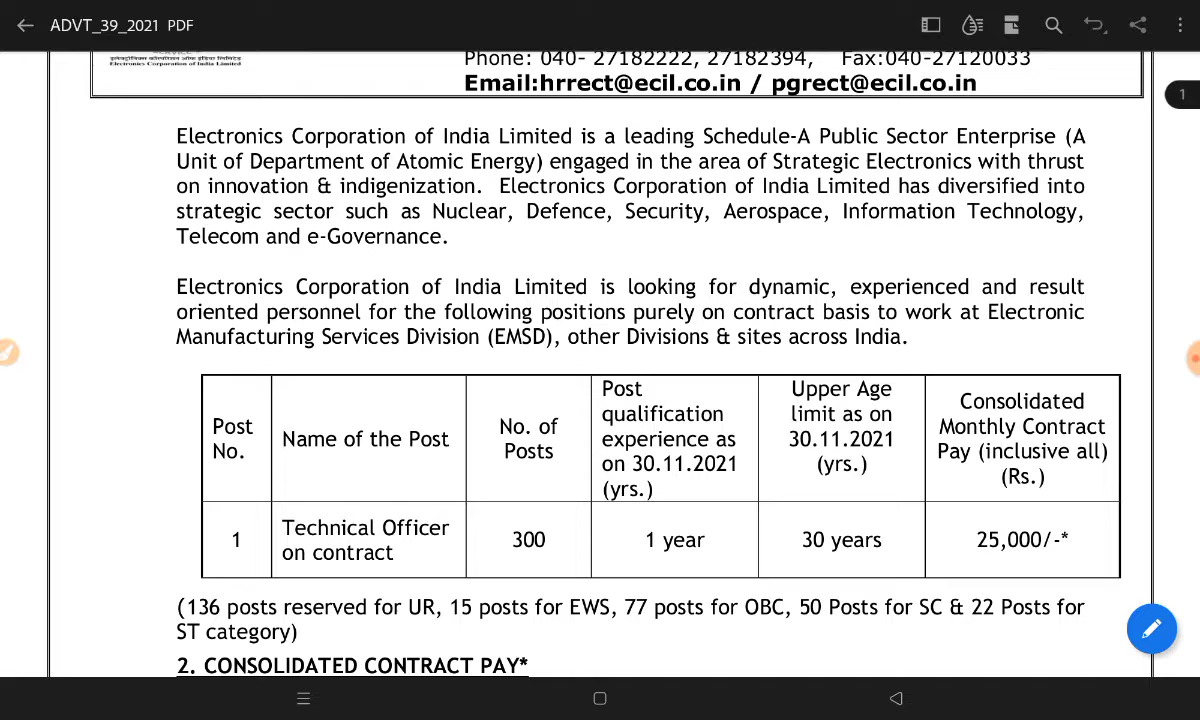 ADVT_39_2021 PDF
इलेक्ट्रॉनिक्स कॉरपोरेशन ऑफ इंडिया लिमिटेड
Electronics Corporation of India Limited
Phone: 040- 27182222, 27182394, Fax:040-27120033
Email:hrrect@ecil.co.in / pgrect@ecil.co.in
1
Electronics Corporation of India Limited is a leading Schedule-A Public Sector Enterprise (A
Unit of Department of Atomic Energy) engaged in the area of Strategic Electronics with thrust
on innovation & indigenization. Electronics Corporation of India Limited has diversified into
strategic sector such as Nuclear, Defence, Security, Aerospace, Information Technology,
Telecom and e-Governance.
Electronics Corporation of India Limited is looking for dynamic, experienced and result
oriented personnel for the following positions purely on contract basis to work at Electronic
Manufacturing Services Division (EMSD), other Divisions & sites across India.
Post
No.
Name of the Post
No. of
Posts
Post
qualification
experience as
on 30.11.2021
(yrs.)
Upper Age
limit as on
30.11.2021
(yrs.)
Consolidated
Monthly Contract
Pay (inclusive all)
(Rs.)
1
Technical Officer
on contract
300
1 year
30 years
25,000/-*
(136 posts reserved for UR, 15 posts for EWS, 77 posts for OBC, 50 Posts for SC & 22 Posts for
ST category)
2. CONSOLIDATED CONTRACT PAY*